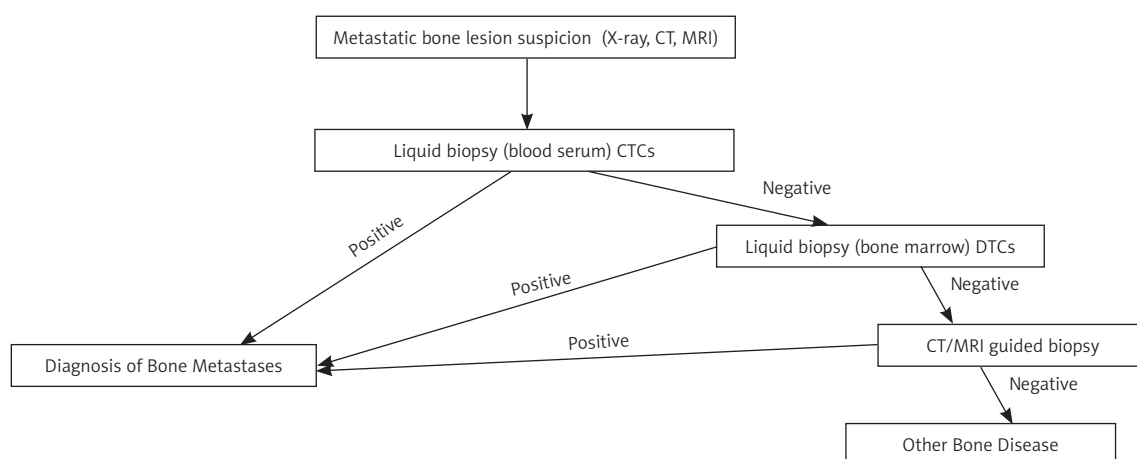 Metastatic bone lesion suspicion (X-ray, CT, MRI)
Liquid biopsy (blood serum) CTCs
Negative
Positive
Liquid biopsy (bone marrow) DTCs
Positive
Negative
Positive
CT/MRI guided biopsy
Diagnosis of Bone Metastases
Negative
Other Bone Disease